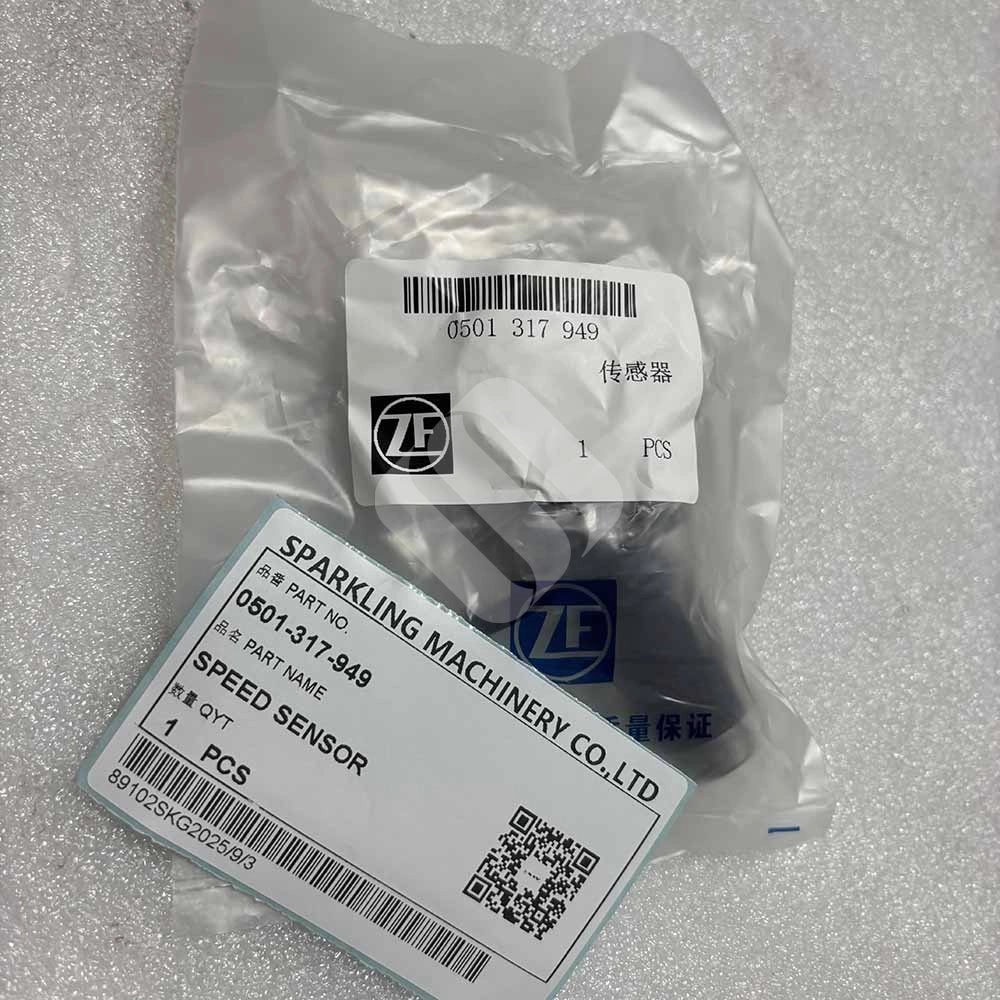 0501 317 949
传感器
ZF
1 PCS
ZF
质量保证
SPARKLING MACHINERY CO.,LTD
品番 PART NO.
0501-317-949
品名 PART NAME
SPEED SENSOR
数量 QYT
1 PCS
89102SKG2025/9/3